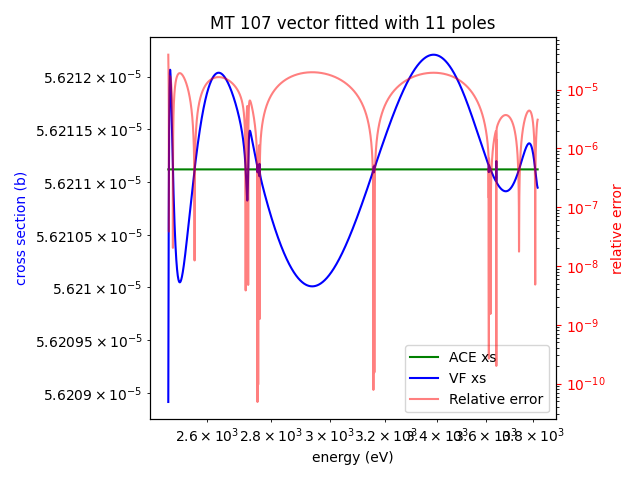 MT 107 vector fitted with 11 poles
5.6212 × 10⁻⁵
5.62115 × 10⁻⁵
5.6211 × 10⁻⁵
5.62105 × 10⁻⁵
5.621 × 10⁻⁵
5.62095 × 10⁻⁵
5.6209 × 10⁻⁵
cross section (b)
10⁻⁵
10⁻⁶
10⁻⁷
10⁻⁸
10⁻⁹
10⁻¹⁰
relative error
ACE xs
VF xs
Relative error
2.6 × 10³ 2.8 × 10³ 3 × 10³ 3.2 × 10³ 3.4 × 10³ 3.6 × 10³ 3.8 × 10³
energy (eV)